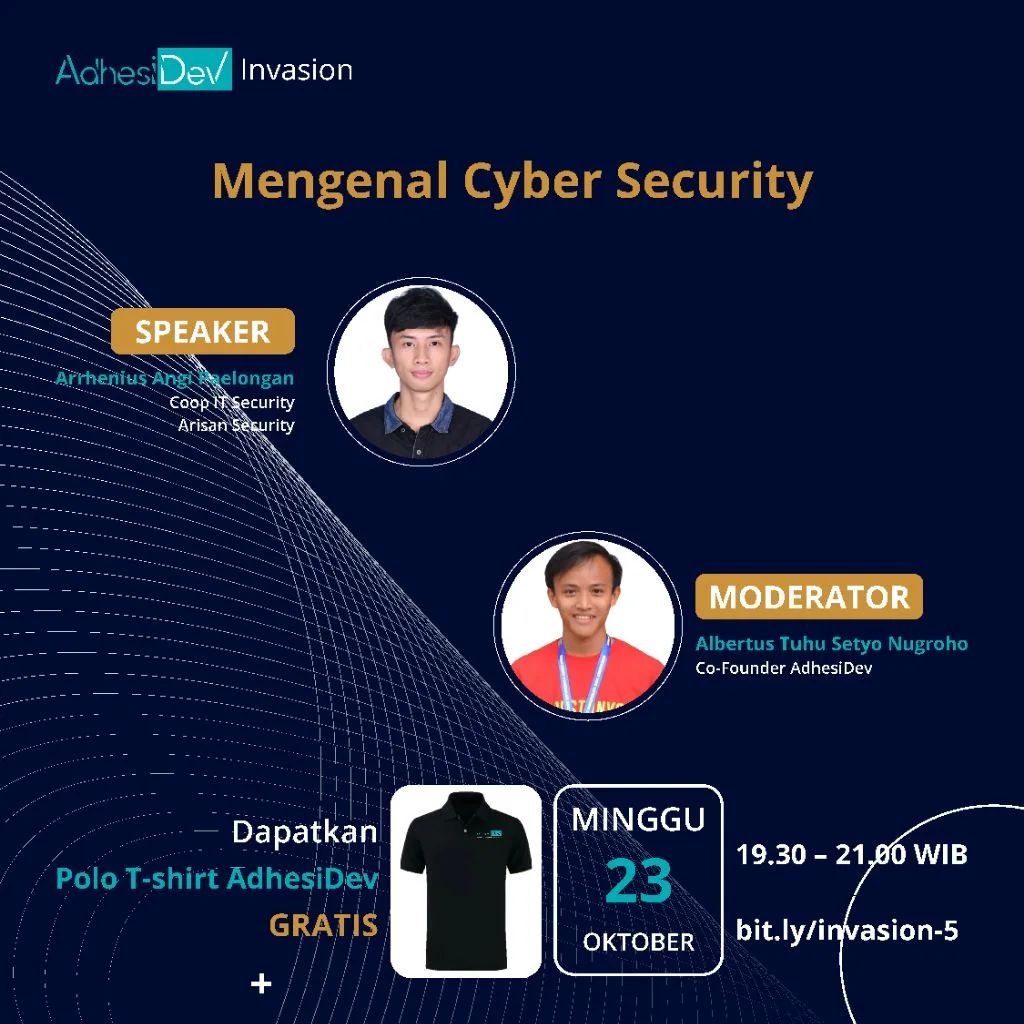 AdhesiDev Invasion
Mengenal Cyber Security
SPEAKER
Arrhenius Angi Paelongan
Coop IT Security
Arisan Security
MODERATOR
Albertus Tuhu Setyo Nugroho
Co-Founder AdhesiDev
Dapatkan
Polo T-shirt AdhesiDev
GRATIS
MINGGU
23
OKTOBER
19.30 – 21.00 WIB
bit.ly/invasion-5